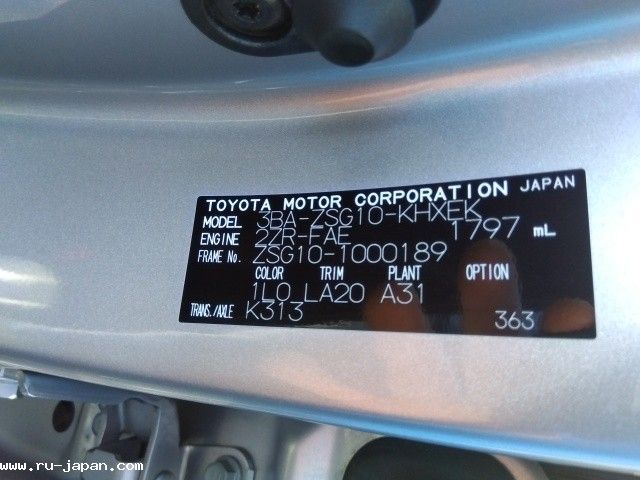 TOYOTA MOTOR CORPORATION JAPAN
MODEL 3BA-ZSG10-KHXEK
ENGINE 2ZR-FAE 1797 mL
FRAME No. ZSG10-1000189
COLOR TRIM PLANT OPTION
1L0 LA20 A31
TRANS./AXLE K313
363
www.ru-japan.com